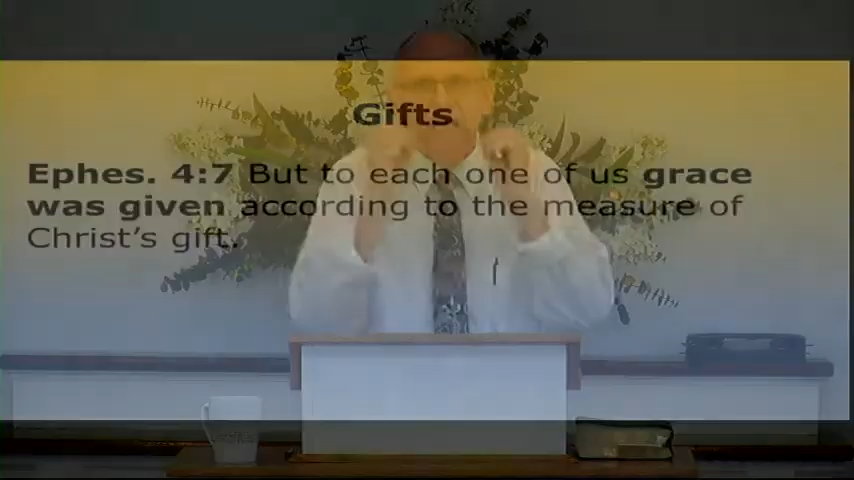 Gifts
Ephes. 4:7 But to each one of us grace
was given according to the measure of
Christ's gift.